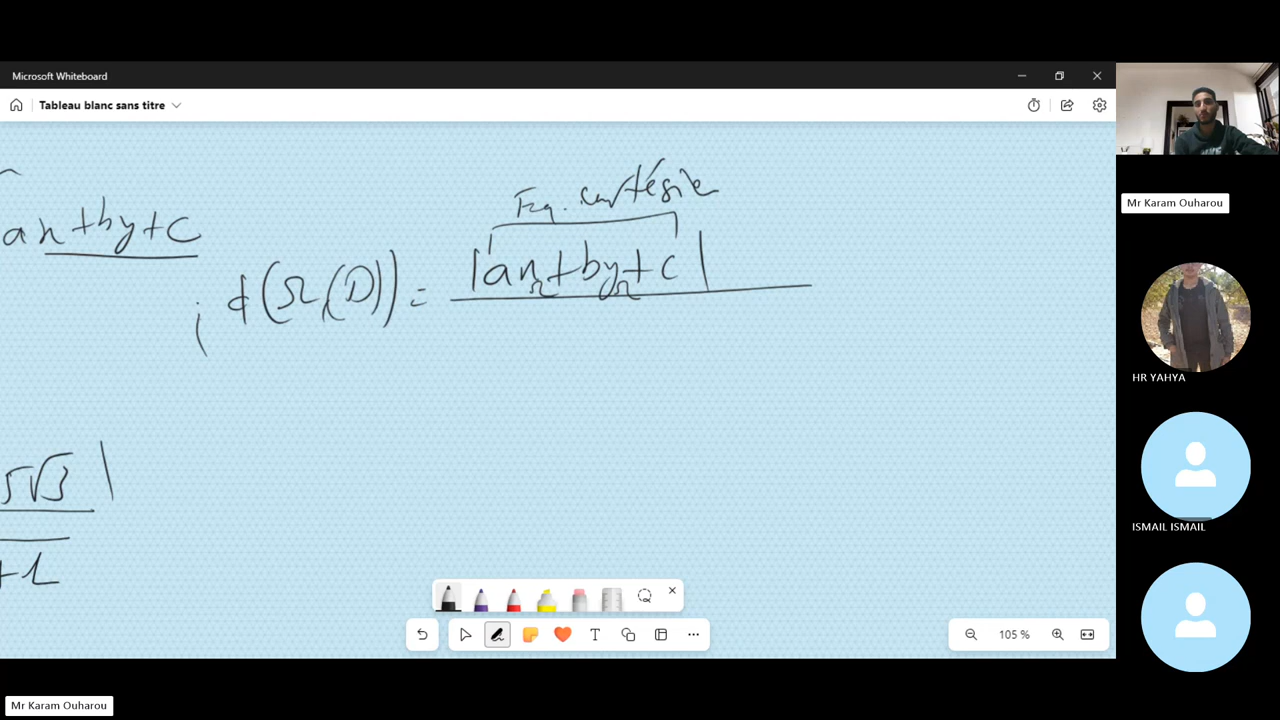 Microsoft Whiteboard
Tableau blanc sans titre
Eq. cartésie
ax+by+c
d(Ω,(D)) = |axΩ+byΩ+c|
5√3 |
+1
105 %
Mr Karam Ouharou
HR YAHYA
ISMAIL ISMAIL
Mr Karam Ouharou